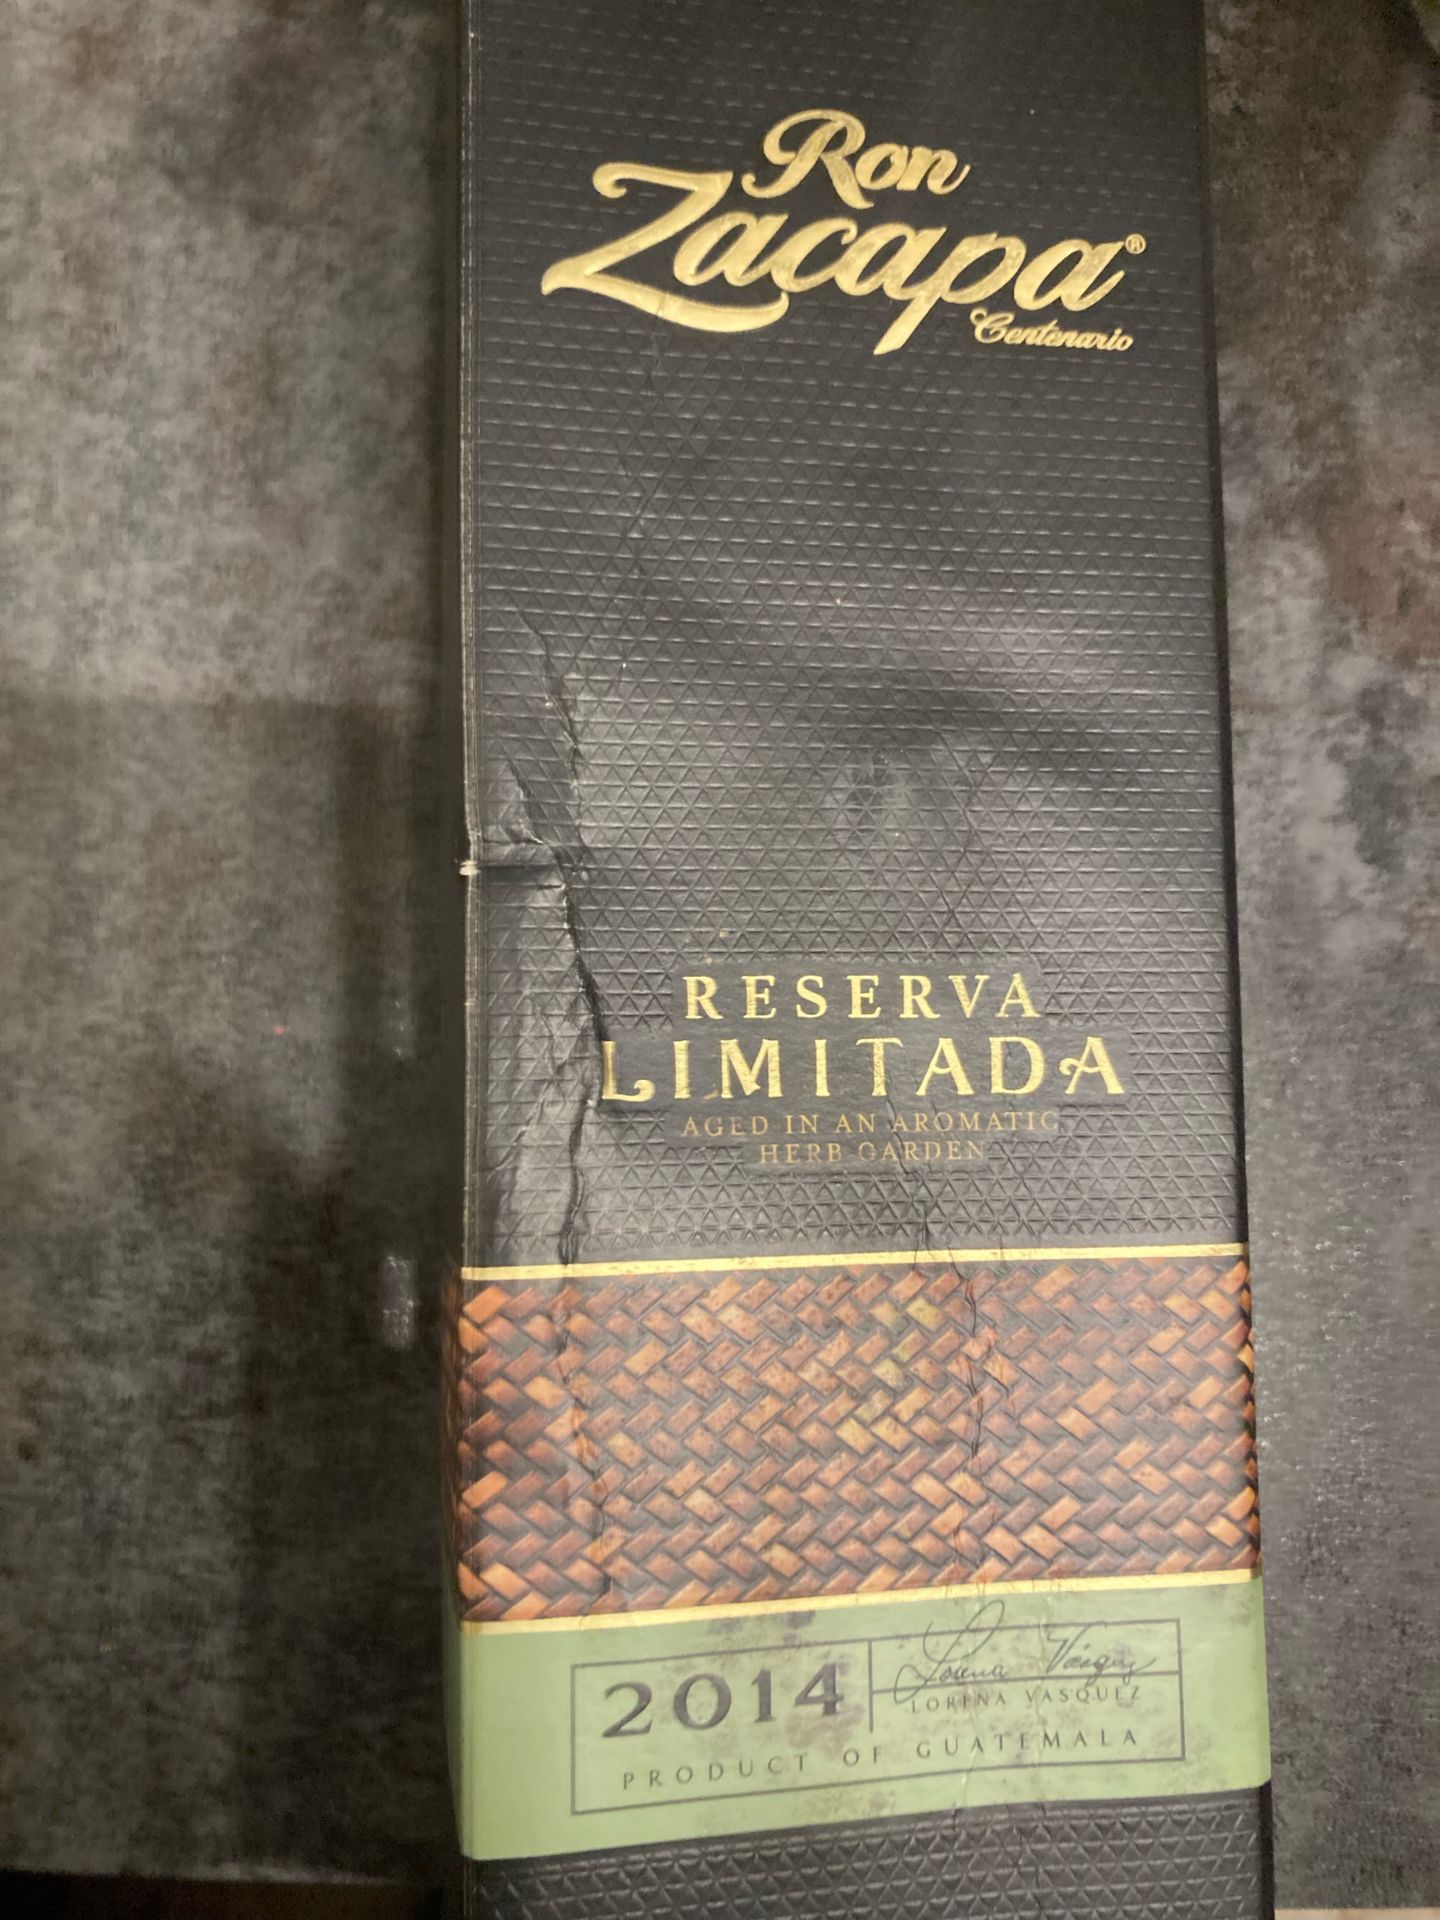 Ron
Zacapa®
Centenario
RESERVA
LIMITADA
AGED IN AN AROMATIC
HERB GARDEN
2014
Lorena Vasquez
LORENA VASQUEZ
PRODUCT OF GUATEMALA